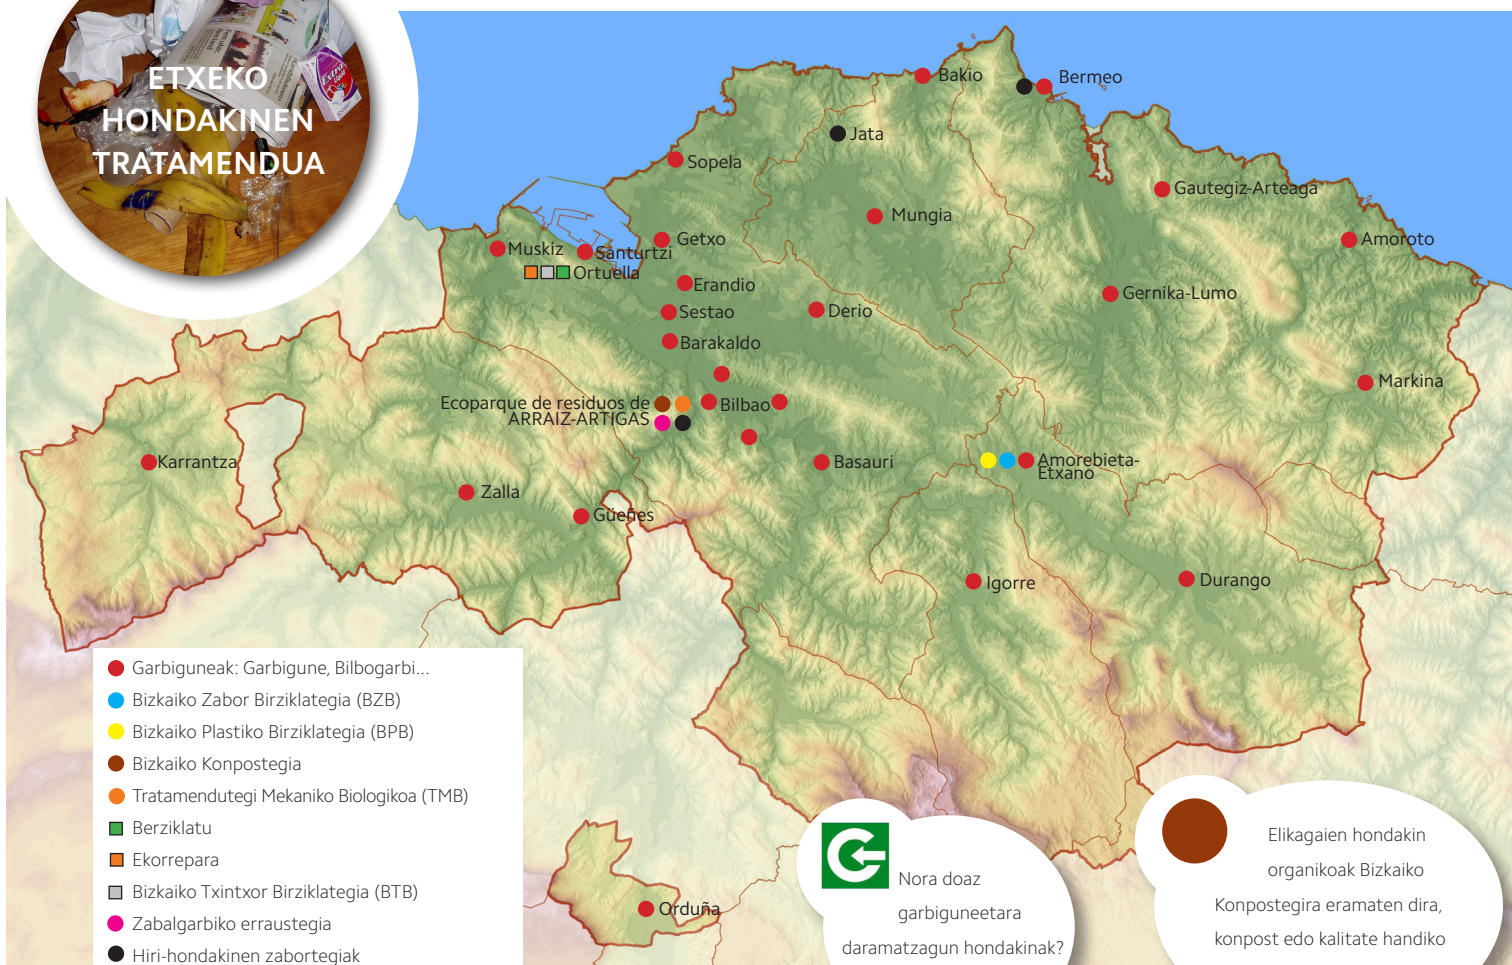 ETXEKO
HONDAKINEN
TRATAMENDUA
Bakio
Bermeo
Jata
Sopela
Gautegiz-Arteaga
Mungia
Getxo
Amoroto
Muskiz
Santurtzi
Ortuella
Erandio
Gernika-Lumo
Sestao
Derio
Barakaldo
Markina
Ecoparque de residuos de
ARRAIZ-ARTIGAS
Bilbao
Karrantza
Basauri
Amorebieta-
Etxano
Zalla
Güeñes
Igorre
Durango
Orduña
Garbiguneak: Garbigune, Bilbogarbi...
Bizkaiko Zabor Birziklategia (BZB)
Bizkaiko Plastiko Birziklategia (BPB)
Bizkaiko Konpostegia
Tratamendutegi Mekaniko Biologikoa (TMB)
Berziklatu
Ekorrepara
Bizkaiko Txintxor Birziklategia (BTB)
Zabalgarbiko erraustegia
Hiri-hondakinen zabortegiak
Nora doaz
garbiguneetara
daramatzagun hondakinak?
Elikagaien hondakin
organikoak Bizkaiko
Konpostegira eramaten dira,
konpost edo kalitate handiko